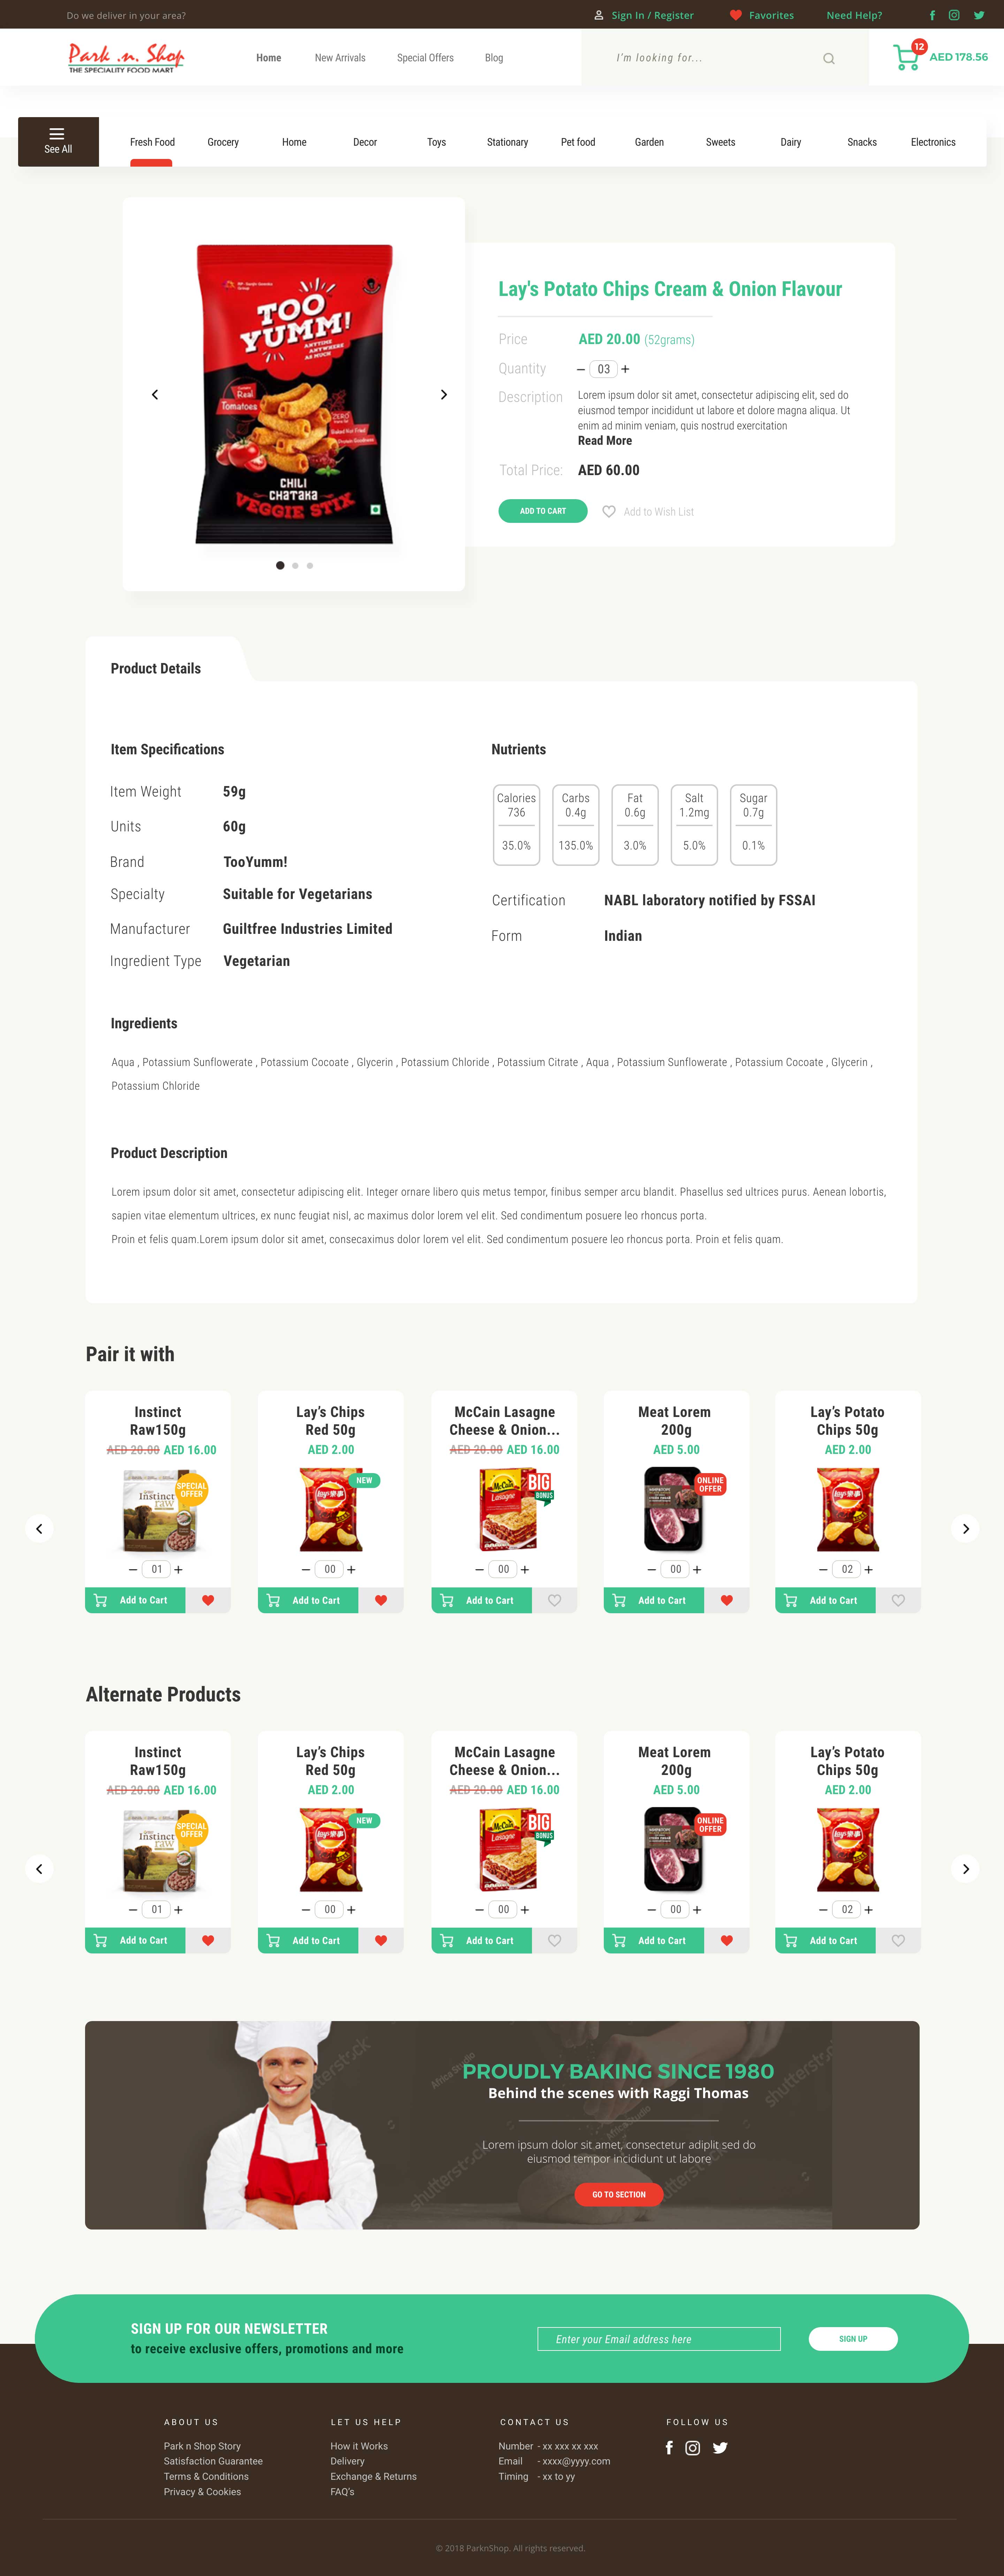 Do we deliver in your area?
Sign In / Register
Favorites
Need Help?
Park .n. Shop
THE SPECIALITY FOOD MART
Home
New Arrivals
Special Offers
Blog
I'm looking for...
12
AED 178.56
See All
Fresh Food
Grocery
Home
Decor
Toys
Stationary
Pet food
Garden
Sweets
Dairy
Snacks
Electronics
TOO
YUMM!
ANYTIME
ANYWHERE
AS MUCH
Real
Tomatoes
ZERO
CHILI
CHATAKA
VEGGIE STIX
Lay's Potato Chips Cream & Onion Flavour
Price AED 20.00 (52grams)
Quantity 03
Description Lorem ipsum dolor sit amet, consectetur adipiscing elit, sed do
eiusmod tempor incididunt ut labore et dolore magna aliqua. Ut
enim ad minim veniam, quis nostrud exercitation
Read More
Total Price: AED 60.00
ADD TO CART
Add to Wish List
Product Details
Item Specifications
Item Weight 59g
Units 60g
Brand TooYumm!
Specialty Suitable for Vegetarians
Manufacturer Guiltfree Industries Limited
Ingredient Type Vegetarian
Nutrients
Calories
736
35.0%
Carbs
0.4g
135.0%
Fat
0.6g
3.0%
Salt
1.2mg
5.0%
Sugar
0.7g
0.1%
Certification NABL laboratory notified by FSSAI
Form Indian
Ingredients
Aqua , Potassium Sunflowerate , Potassium Cocoate , Glycerin , Potassium Chloride , Potassium Citrate , Aqua , Potassium Sunflowerate , Potassium Cocoate , Glycerin ,
Potassium Chloride
Product Description
Lorem ipsum dolor sit amet, consectetur adipiscing elit. Integer ornare libero quis metus tempor, finibus semper arcu blandit. Phasellus sed ultrices purus. Aenean lobortis,
sapien vitae elementum ultrices, ex nunc feugiat nisl, ac maximus dolor lorem vel elit. Sed condimentum posuere leo rhoncus porta.
Proin et felis quam.Lorem ipsum dolor sit amet, consecaximus dolor lorem vel elit. Sed condimentum posuere leo rhoncus porta. Proin et felis quam.
Pair it with
Instinct
Raw150g
AED 20.00 AED 16.00
Instinct
raw
SPECIAL
OFFER
01
Add to Cart
Lay's Chips
Red 50g
AED 2.00
Lay's
NEW
00
Add to Cart
McCain Lasagne
Cheese & Onion...
AED 20.00 AED 16.00
McCain
Lasagne
BIG
BONUS
00
Add to Cart
Meat Lorem
200g
AED 5.00
ONLINE
OFFER
00
Add to Cart
Lay's Potato
Chips 50g
AED 2.00
Lay's
02
Add to Cart
Alternate Products
Instinct
Raw150g
AED 20.00 AED 16.00
Instinct
raw
SPECIAL
OFFER
01
Add to Cart
Lay's Chips
Red 50g
AED 2.00
Lay's
NEW
00
Add to Cart
McCain Lasagne
Cheese & Onion...
AED 20.00 AED 16.00
McCain
Lasagne
BIG
BONUS
00
Add to Cart
Meat Lorem
200g
AED 5.00
ONLINE
OFFER
00
Add to Cart
Lay's Potato
Chips 50g
AED 2.00
Lay's
02
Add to Cart
PROUDLY BAKING SINCE 1980
Behind the scenes with Raggi Thomas
Lorem ipsum dolor sit amet, consectetur adiplit sed do
eiusmod tempor incididunt ut labore
GO TO SECTION
shutterstock
Africa Studio
SIGN UP FOR OUR NEWSLETTER
to receive exclusive offers, promotions and more
Enter your Email address here
SIGN UP
ABOUT US
Park n Shop Story
Satisfaction Guarantee
Terms & Conditions
Privacy & Cookies
LET US HELP
How it Works
Delivery
Exchange & Returns
FAQ's
CONTACT US
Number - xx xxx xx xxx
Email - xxxx@yyyy.com
Timing - xx to yy
FOLLOW US
© 2018 ParknShop. All rights reserved.